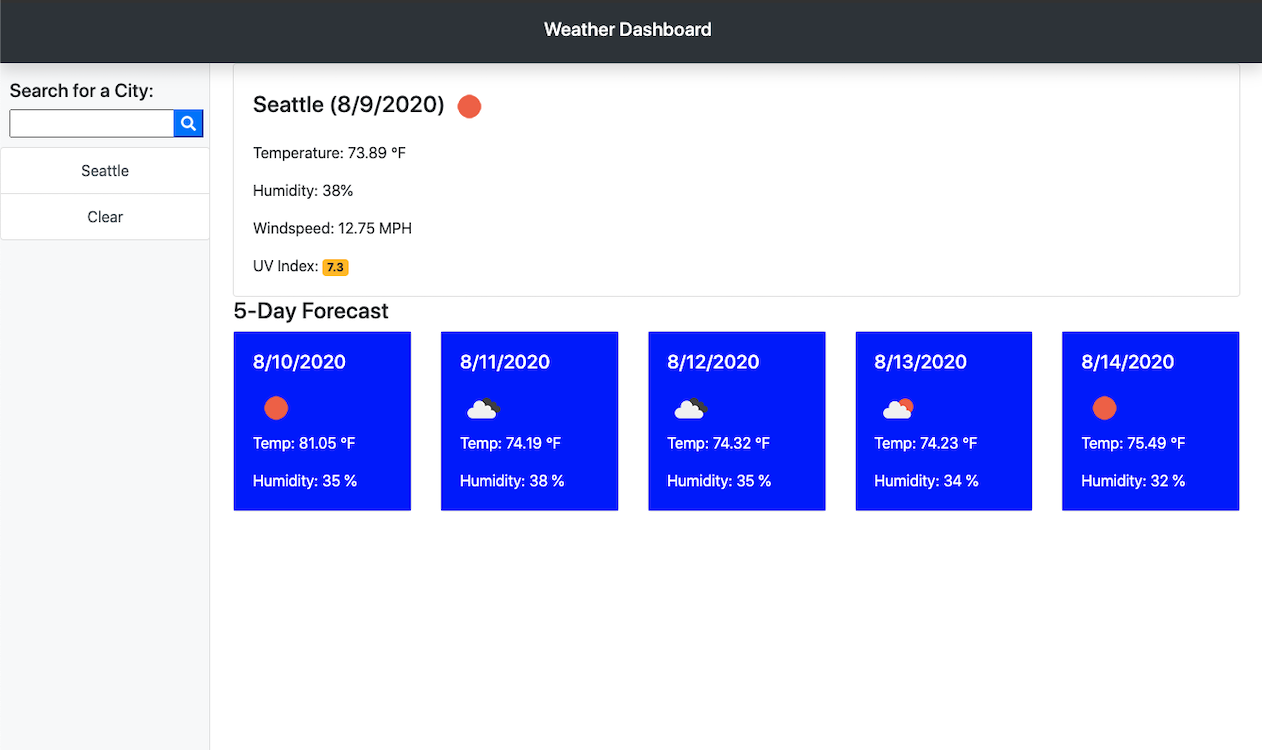 Weather Dashboard
Search for a City:
Seattle
Clear
Seattle (8/9/2020)
Temperature: 73.89 °F
Humidity: 38%
Windspeed: 12.75 MPH
UV Index: 7.3
5-Day Forecast
8/10/2020
Temp: 81.05 °F
Humidity: 35 %
8/11/2020
Temp: 74.19 °F
Humidity: 38 %
8/12/2020
Temp: 74.32 °F
Humidity: 35 %
8/13/2020
Temp: 74.23 °F
Humidity: 34 %
8/14/2020
Temp: 75.49 °F
Humidity: 32 %